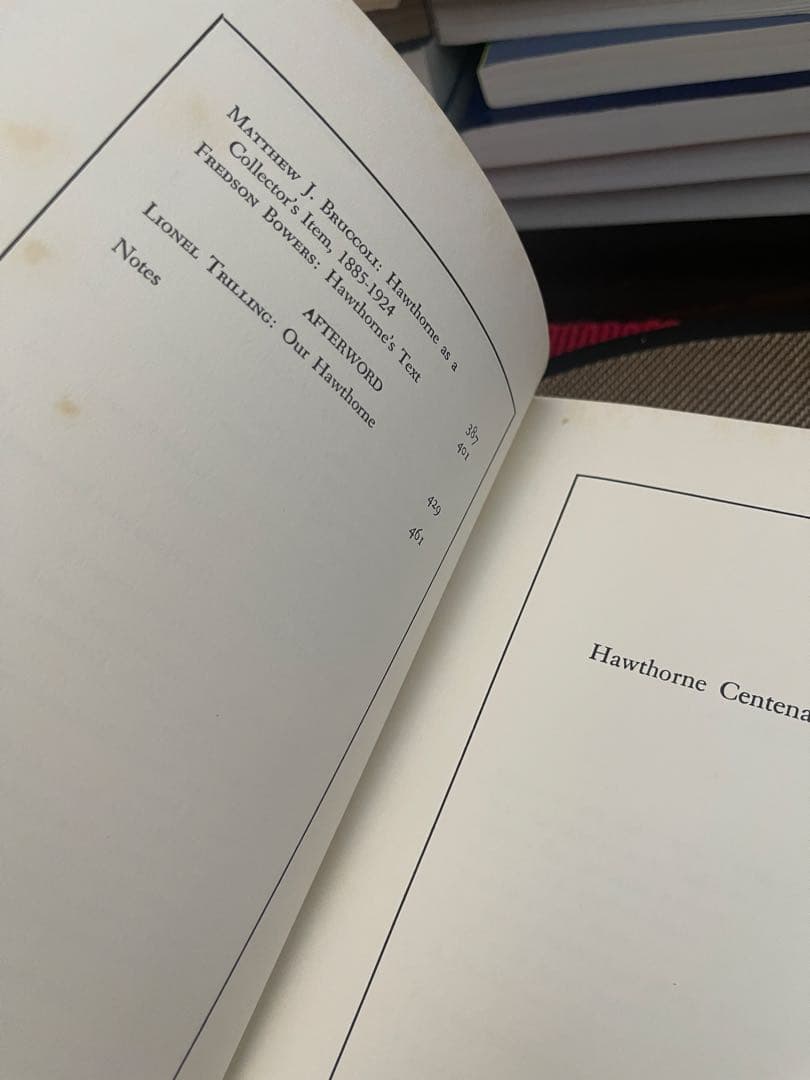 MATTHEW J. BRUCCOLI: Hawthorne as a
Collector's Item, 1885-1924 387
FREDSON BOWERS: Hawthorne's Text 401
AFTERWORD
LIONEL TRILLING: Our Hawthorne 429
Notes 461
Hawthorne Centena